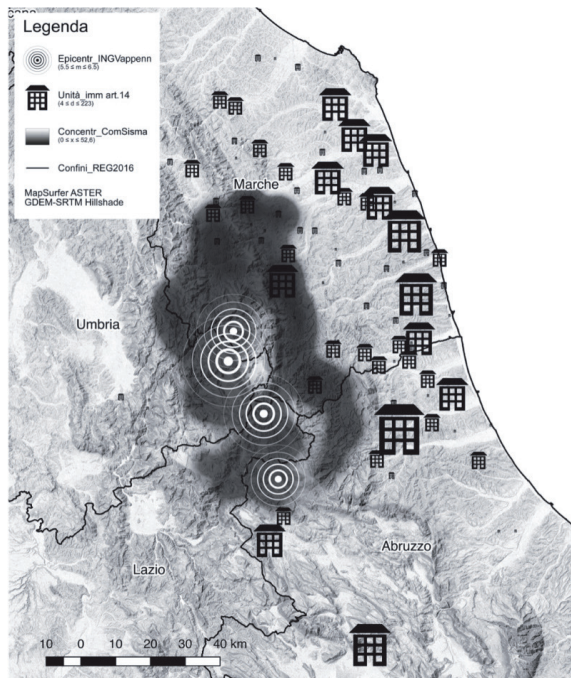 cana
Legenda
Epicentr_INGVappenn
(5,5 ≤ m ≤ 6.5)
Unità_imm art.14
(4 ≤ d ≤ 223)
Concentr_ComSisma
(0 ≤ x ≤ 52,6)
Confini_REG2016
MapSurfer ASTER
GDEM-SRTM Hillshade
Marche
Umbria
Abruzzo
Lazio
10 0 10 20 30 40 km